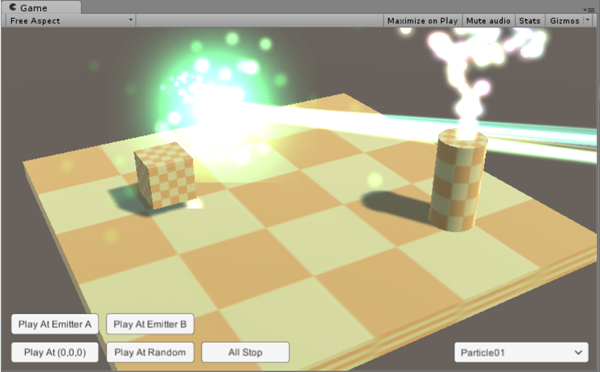 Game
Free Aspect Maximize on Play Mute audio Stats Gizmos
Play At Emitter A Play At Emitter B
Play At (0,0,0) Play At Random All Stop Particle01